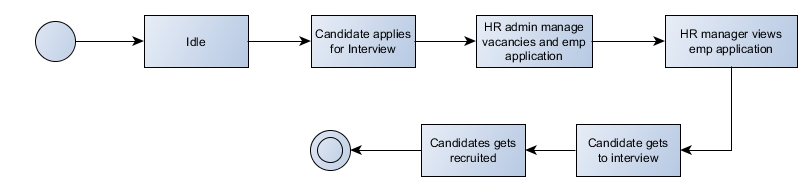 Idle
Candidate applies
for Interview
HR admin manage
vacancies and emp
application
HR manager views
emp application
Candidates gets
recruited
Candidate gets
to interview